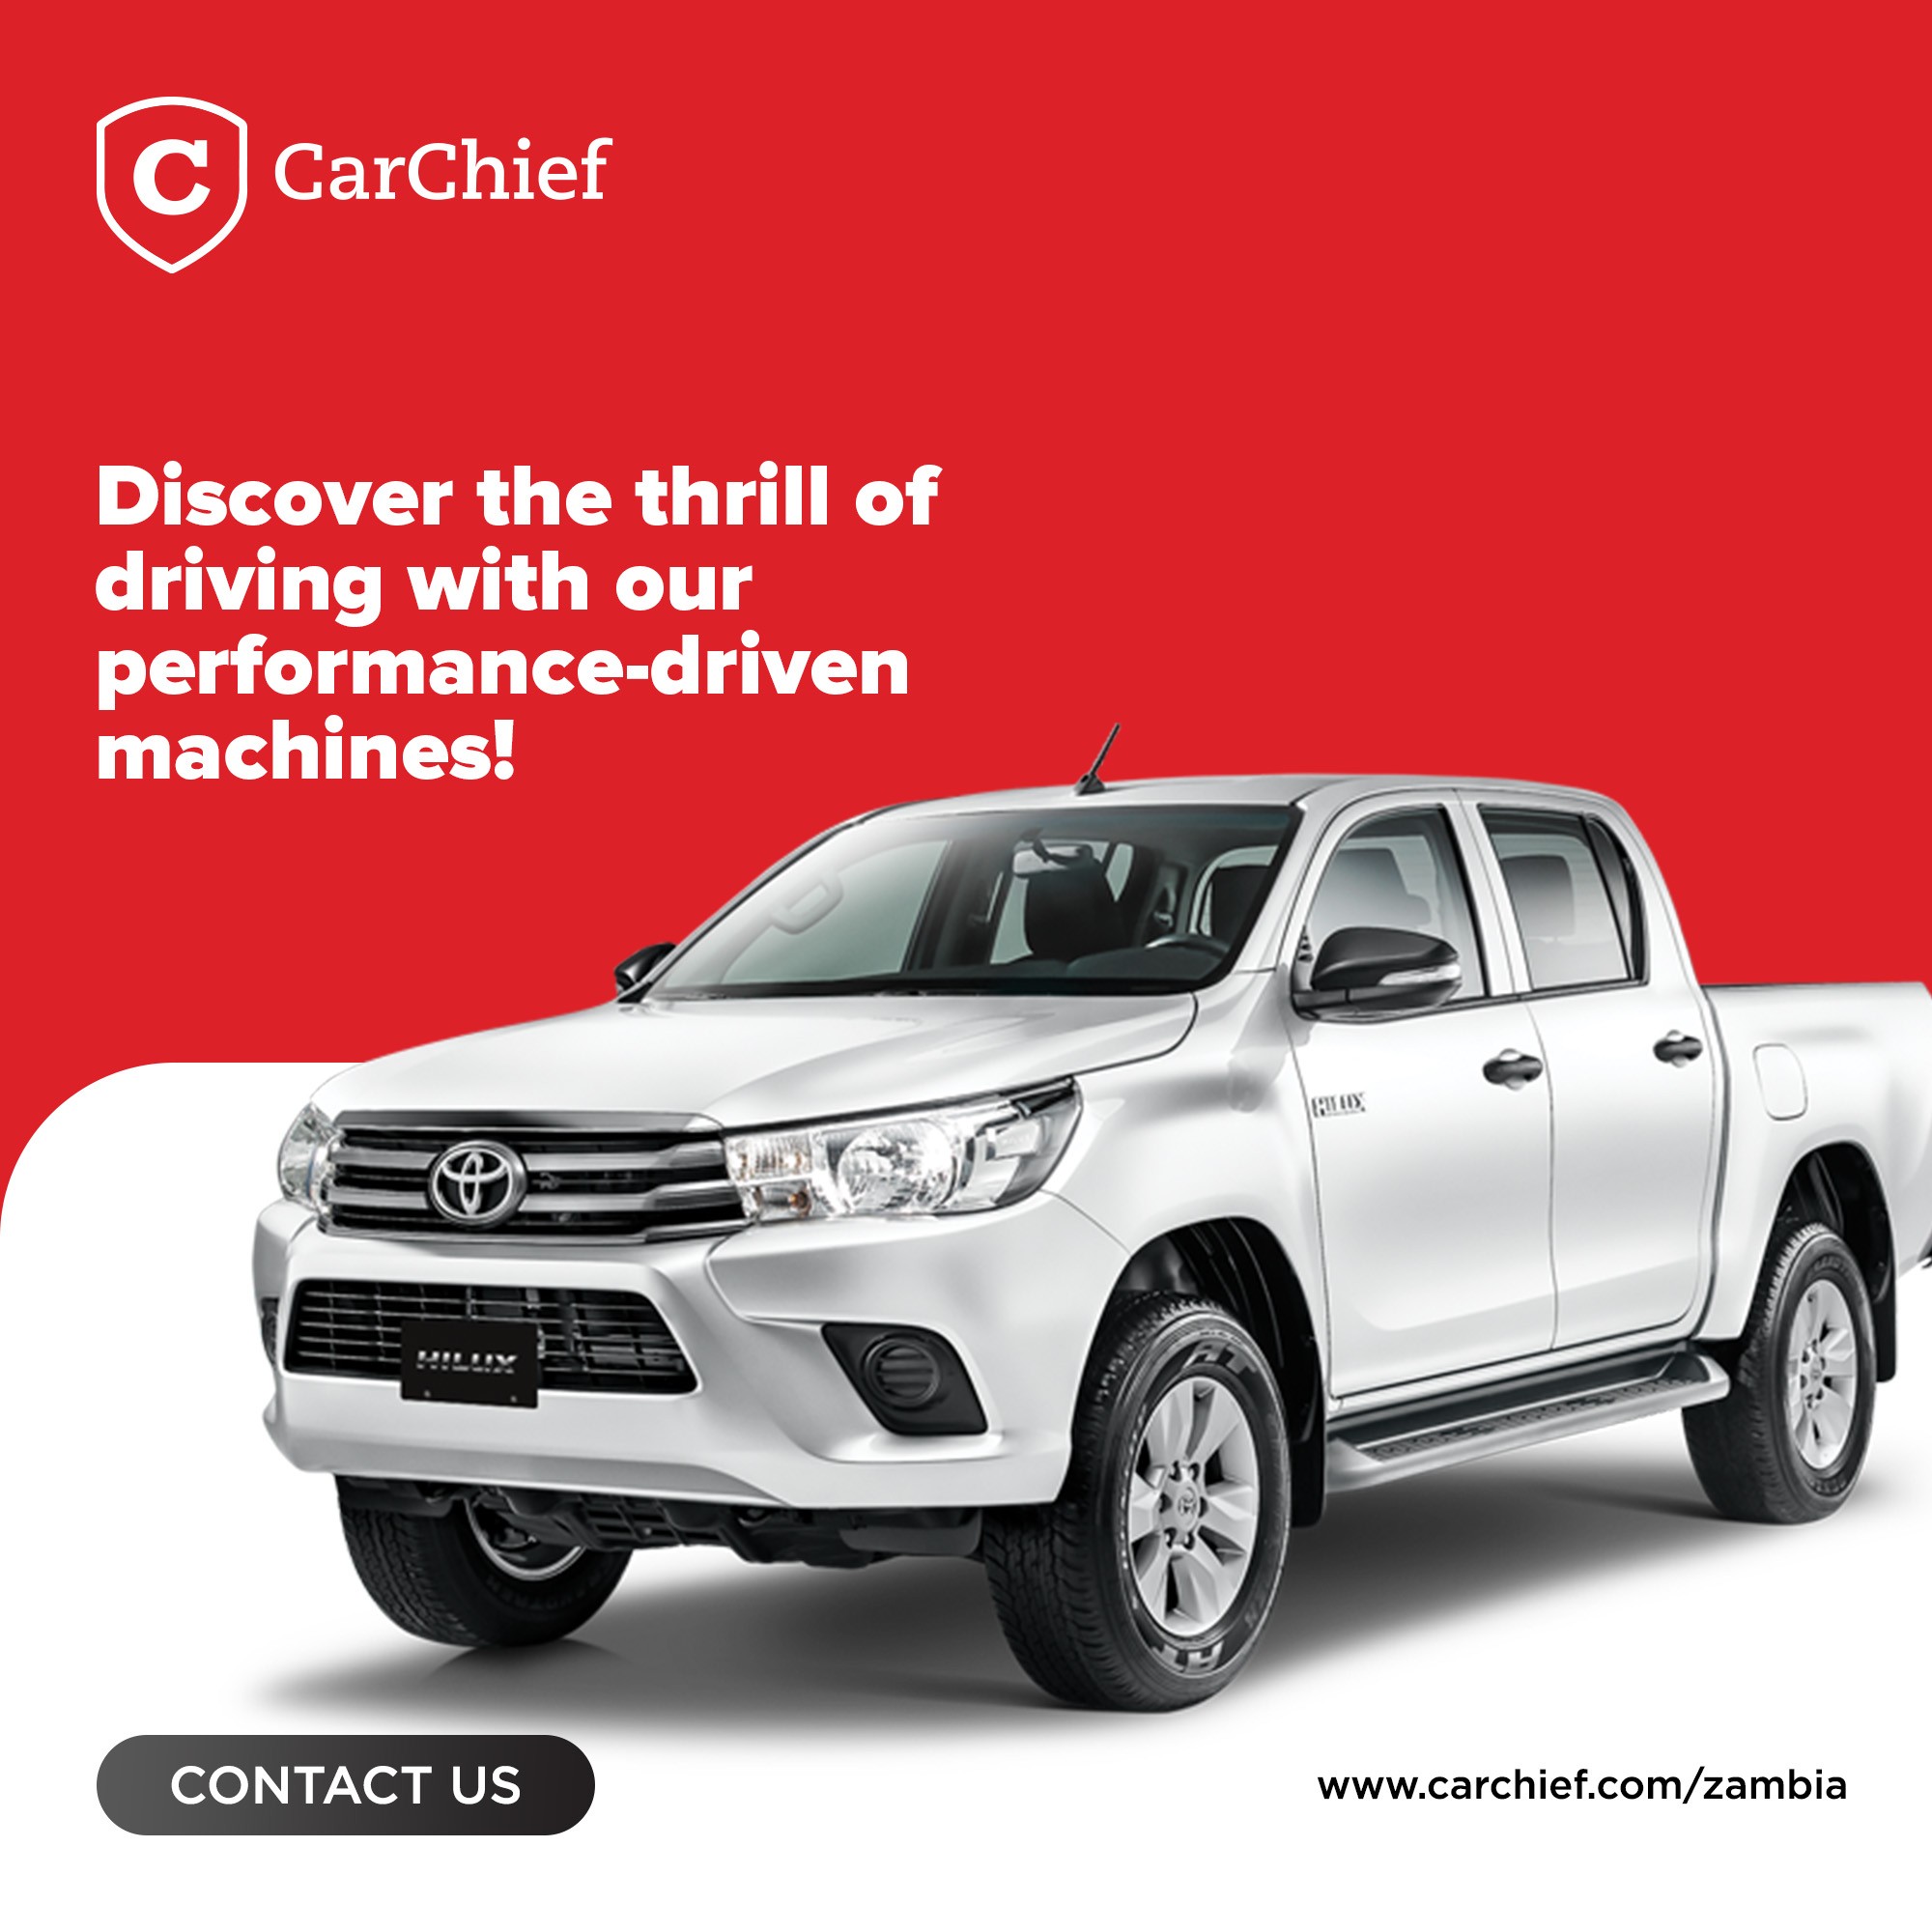 C CarChief
Discover the thrill of
driving with our
performance-driven
machines!
HILUX
HILUX
AT
CONTACT US
www.carchief.com/zambia